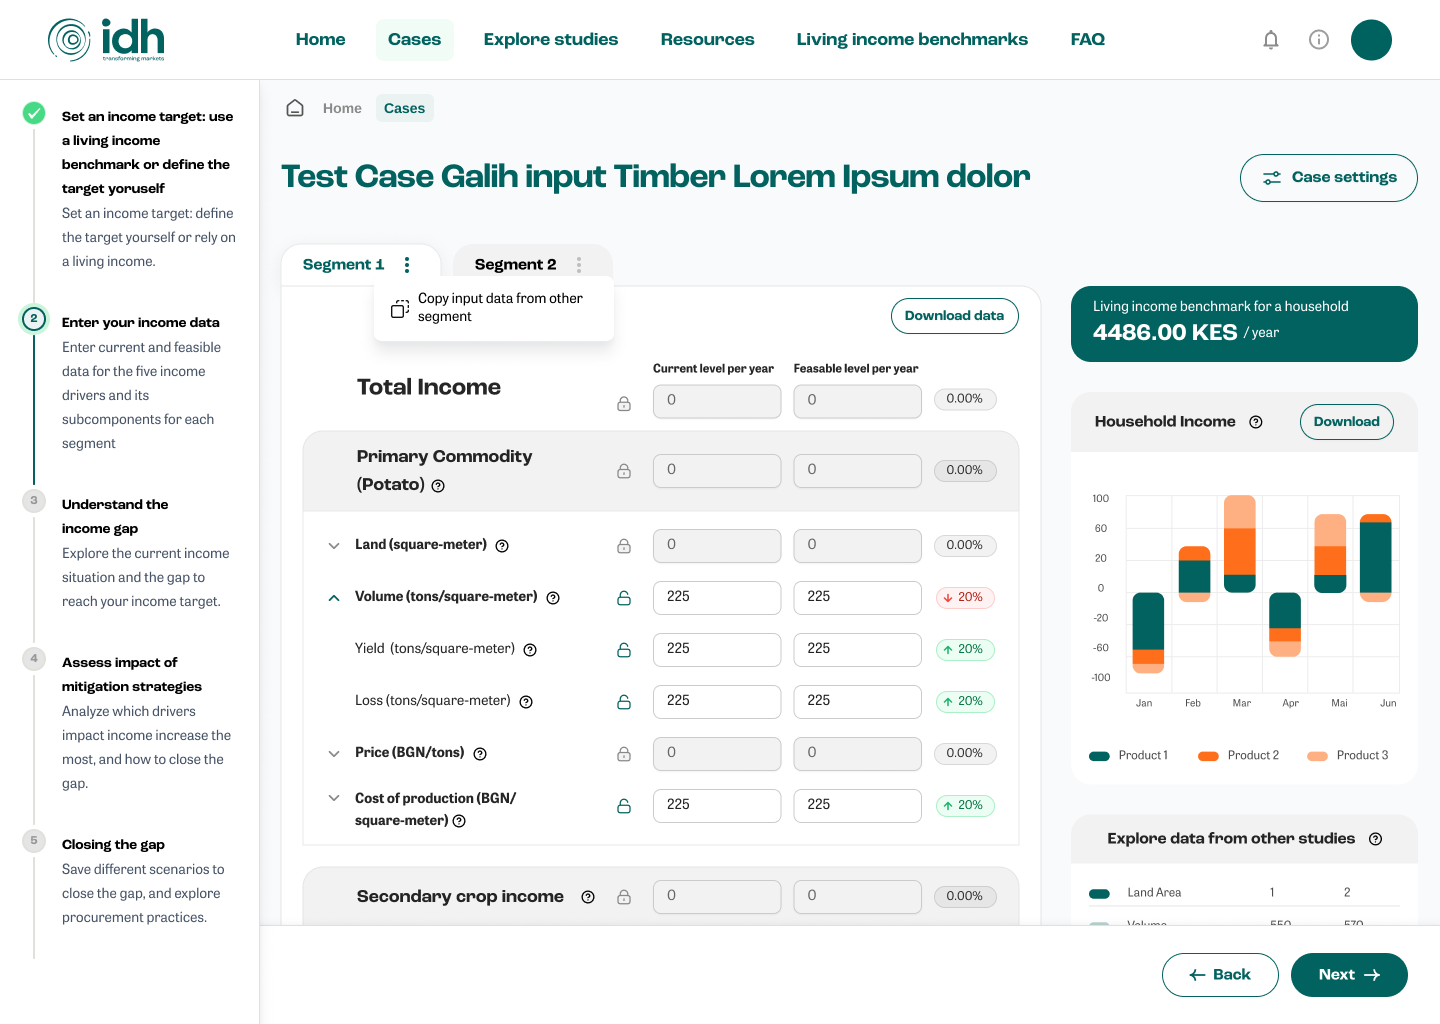 idh
transforming markets
Home
Cases
Explore studies
Resources
Living income benchmarks
FAQ
Set an income target: use
a living income
benchmark or define the
target yoruself
Set an income target: define
the target yourself or rely on
a living income.
2
Enter your income data
Enter current and feasible
data for the five income
drivers and its
subcomponents for each
segment
3
Understand the
income gap
Explore the current income
situation and the gap to
reach your income target.
4
Assess impact of
mitigation strategies
Analyze which drivers
impact income increase the
most, and how to close the
gap.
5
Closing the gap
Save different scenarios to
close the gap, and explore
procurement practices.
Home
Cases
Test Case Galih input Timber Lorem Ipsum dolor
Case settings
Segment 1
Segment 2
Copy input data from other
segment
Download data
Current level per year
Feasable level per year
Total Income
0
0
0.00%
Primary Commodity
(Potato)
0
0
0.00%
Land (square-meter)
0
0
0.00%
Volume (tons/square-meter)
225
225
20%
Yield (tons/square-meter)
225
225
20%
Loss (tons/square-meter)
225
225
20%
Price (BGN/tons)
0
0
0.00%
Cost of production (BGN/
square-meter)
225
225
20%
Secondary crop income
0
0
0.00%
Living income benchmark for a household
4486.00 KES / year
Household Income
Download
100
60
20
0
-20
-60
-100
Jan
Feb
Mar
Apr
Mai
Jun
Product 1
Product 2
Product 3
Explore data from other studies
Land Area
1
2
Volume
550
570
Back
Next